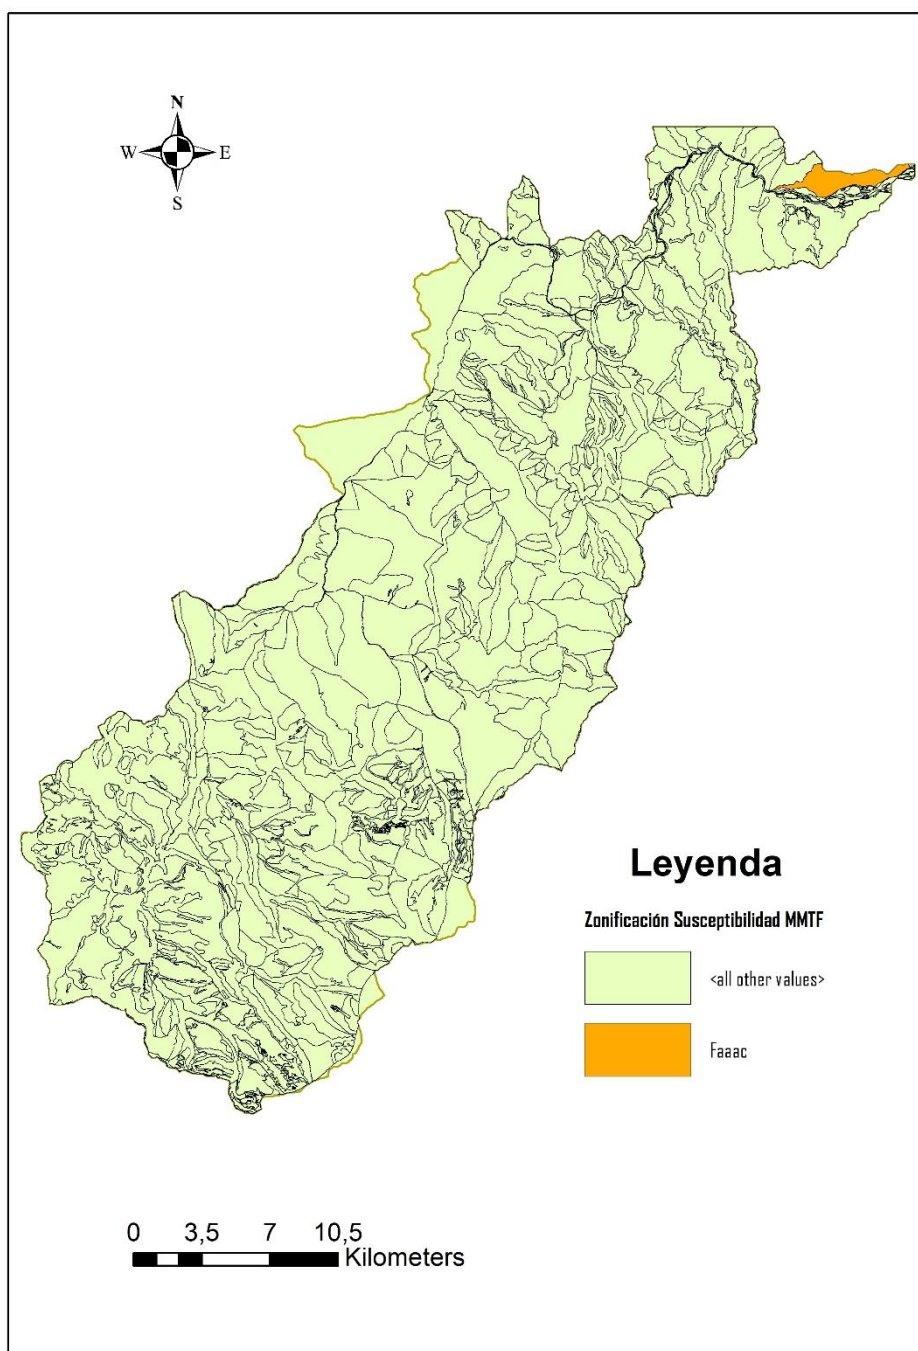 N
W E
S
Leyenda
Zonificación Susceptibilidad MMTF
<all other values>
Faaac
0 3,5 7 10,5
Kilometers